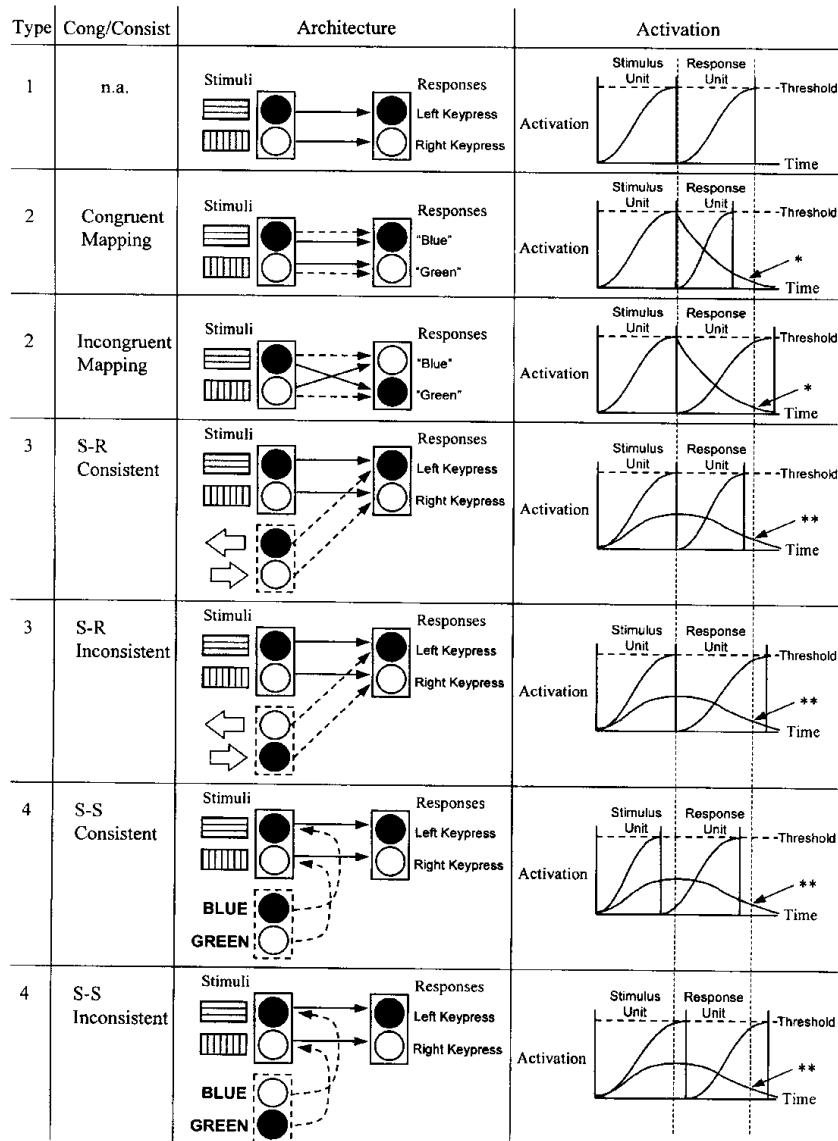 Type Cong/Consist Architecture Activation
1 n.a.
Stimuli Responses
Left Keypress
Right Keypress
Stimulus Unit Response Unit
Threshold
Activation
Time
2 Congruent Mapping
Stimuli Responses
"Blue"
"Green"
Stimulus Unit Response Unit
Threshold
*
Activation
Time
2 Incongruent Mapping
Stimuli Responses
"Blue"
"Green"
Stimulus Unit Response Unit
Threshold
*
Activation
Time
3 S-R Consistent
Stimuli Responses
Left Keypress
Right Keypress
Stimulus Unit Response Unit
Threshold
**
Activation
Time
3 S-R Inconsistent
Stimuli Responses
Left Keypress
Right Keypress
Stimulus Unit Response Unit
Threshold
**
Activation
Time
4 S-S Consistent
Stimuli Responses
Left Keypress
Right Keypress
BLUE
GREEN
Stimulus Unit Response Unit
Threshold
**
Activation
Time
4 S-S Inconsistent
Stimuli Responses
Left Keypress
Right Keypress
BLUE
GREEN
Stimulus Unit Response Unit
Threshold
**
Activation
Time